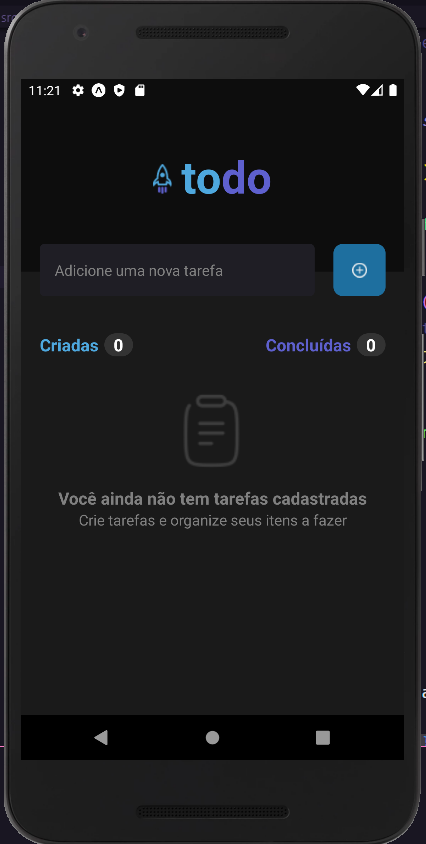 11:21
todo
Adicione uma nova tarefa
Criadas 0 Concluídas 0
Você ainda não tem tarefas cadastradas
Crie tarefas e organize seus itens a fazer